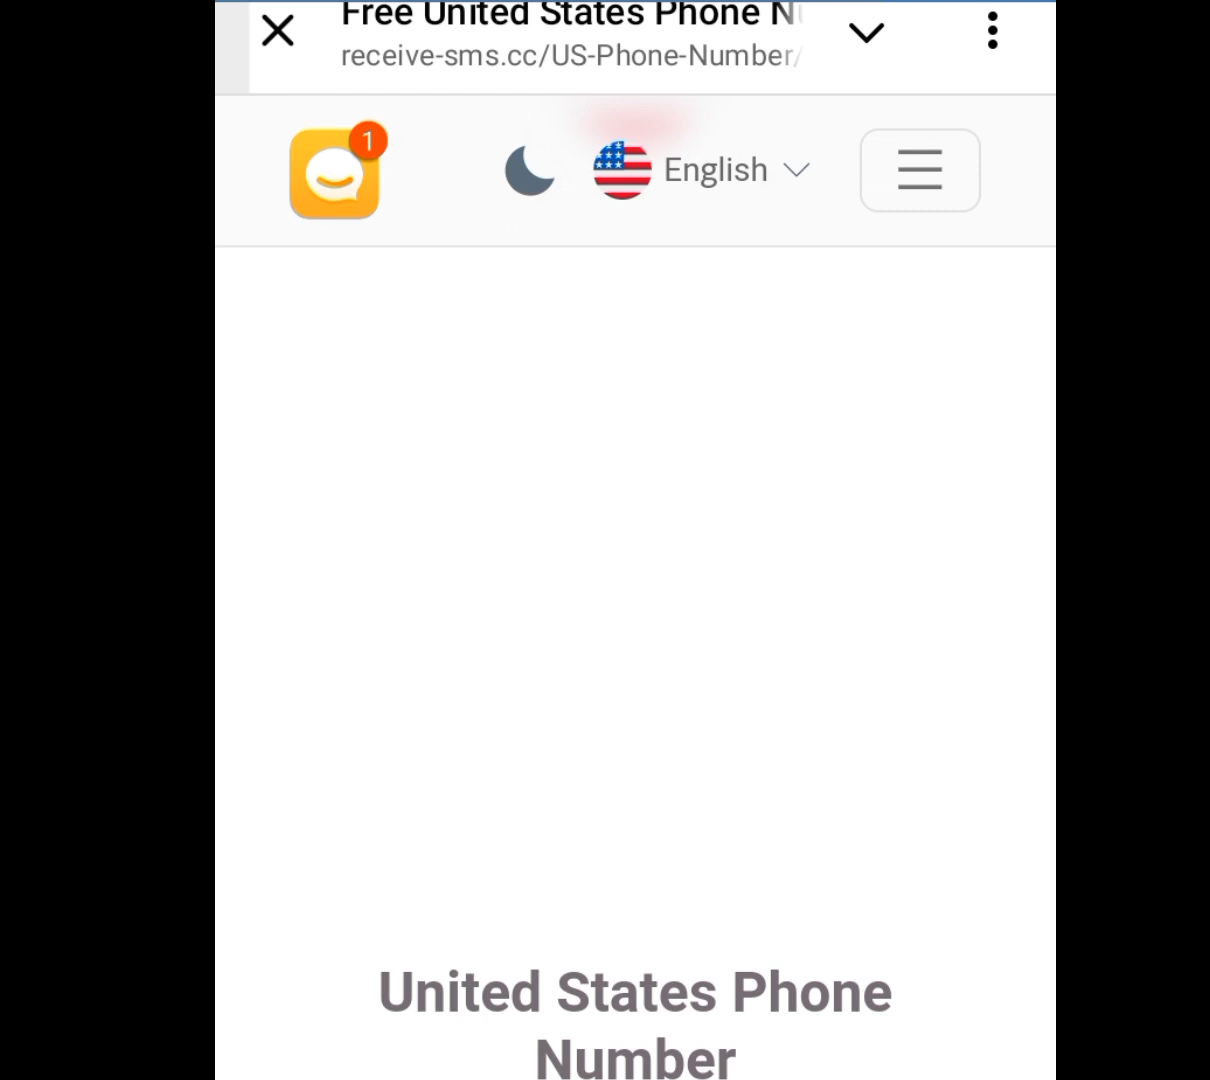 Free United States Phone N
receive-sms.cc/US-Phone-Number/
1
English
United States Phone
Number